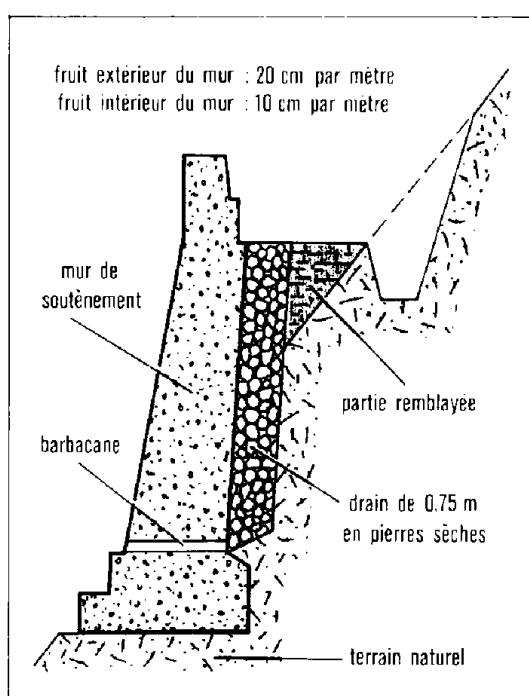 fruit extérieur du mur : 20 cm par mètre
fruit intérieur du mur : 10 cm par mètre
mur de
soutènement
barbacane
partie remblayée
drain de 0,75 m
en pierres sèches
terrain naturel